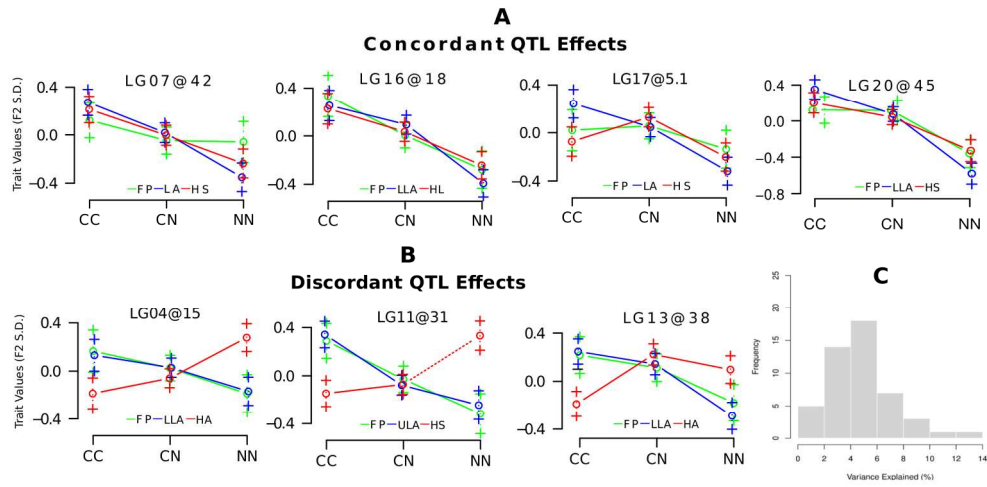 A
Concordant QTL Effects
LG07@42
LG16@18
LG17@5.1
LG20@45
Trait Values (F2 S.D.)
0.4
0.0
−0.4
FP LA HS
CC CN NN
0.4
0.0
−0.4
FP LLA HL
CC CN NN
0.4
0.0
−0.4
FP LA HS
CC CN NN
0.4
0.0
−0.4
−0.8
FP LLA HS
CC CN NN
B
Discordant QTL Effects
LG04@15
LG11@31
LG13@38
Trait Values (F2 S.D.)
0.4
0.0
−0.4
FP LLA HA
CC CN NN
0.4
0.0
−0.4
FP ULA HS
CC CN NN
0.4
0.0
−0.4
FP LLA HA
CC CN NN
C
Frequency
25
20
15
10
5
0
0 2 4 6 8 10 12 14
Variance Explained (%)